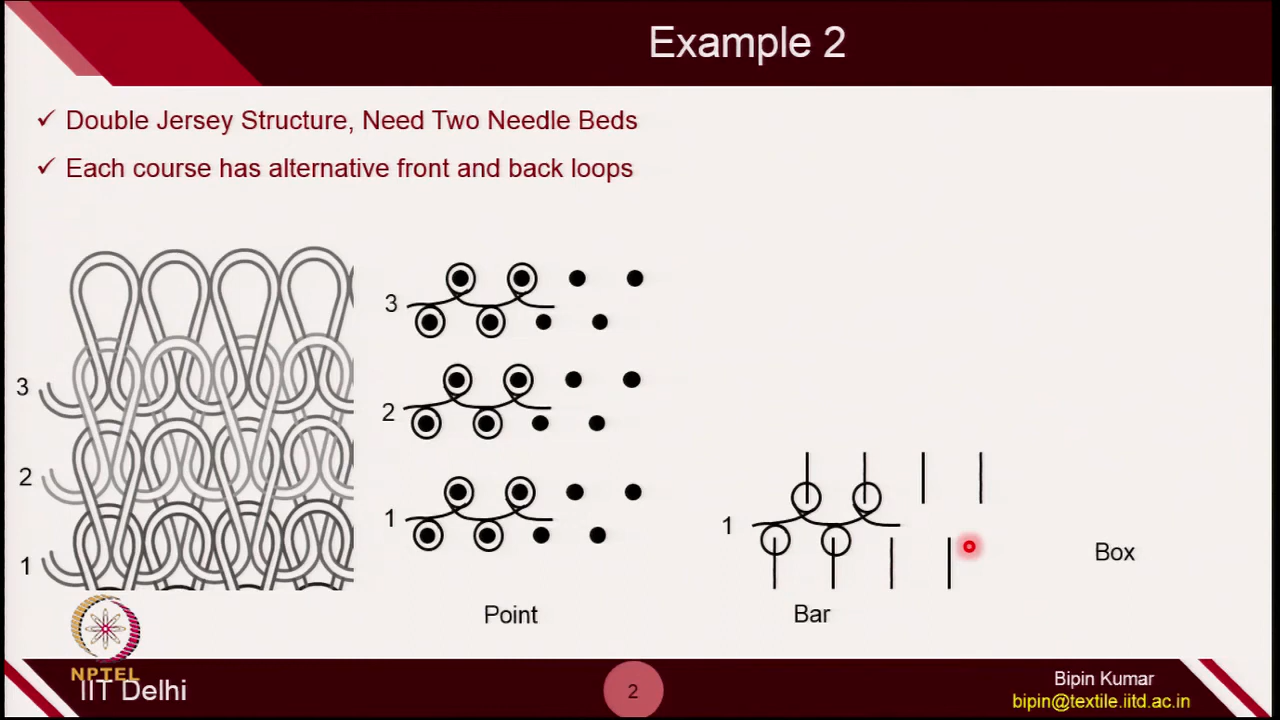 Example 2
✓ Double Jersey Structure, Need Two Needle Beds
✓ Each course has alternative front and back loops
3
2
1
3
2
1
Point
1
Bar
Box
NPTEL
IIT Delhi
2
Bipin Kumar
bipin@textile.iitd.ac.in